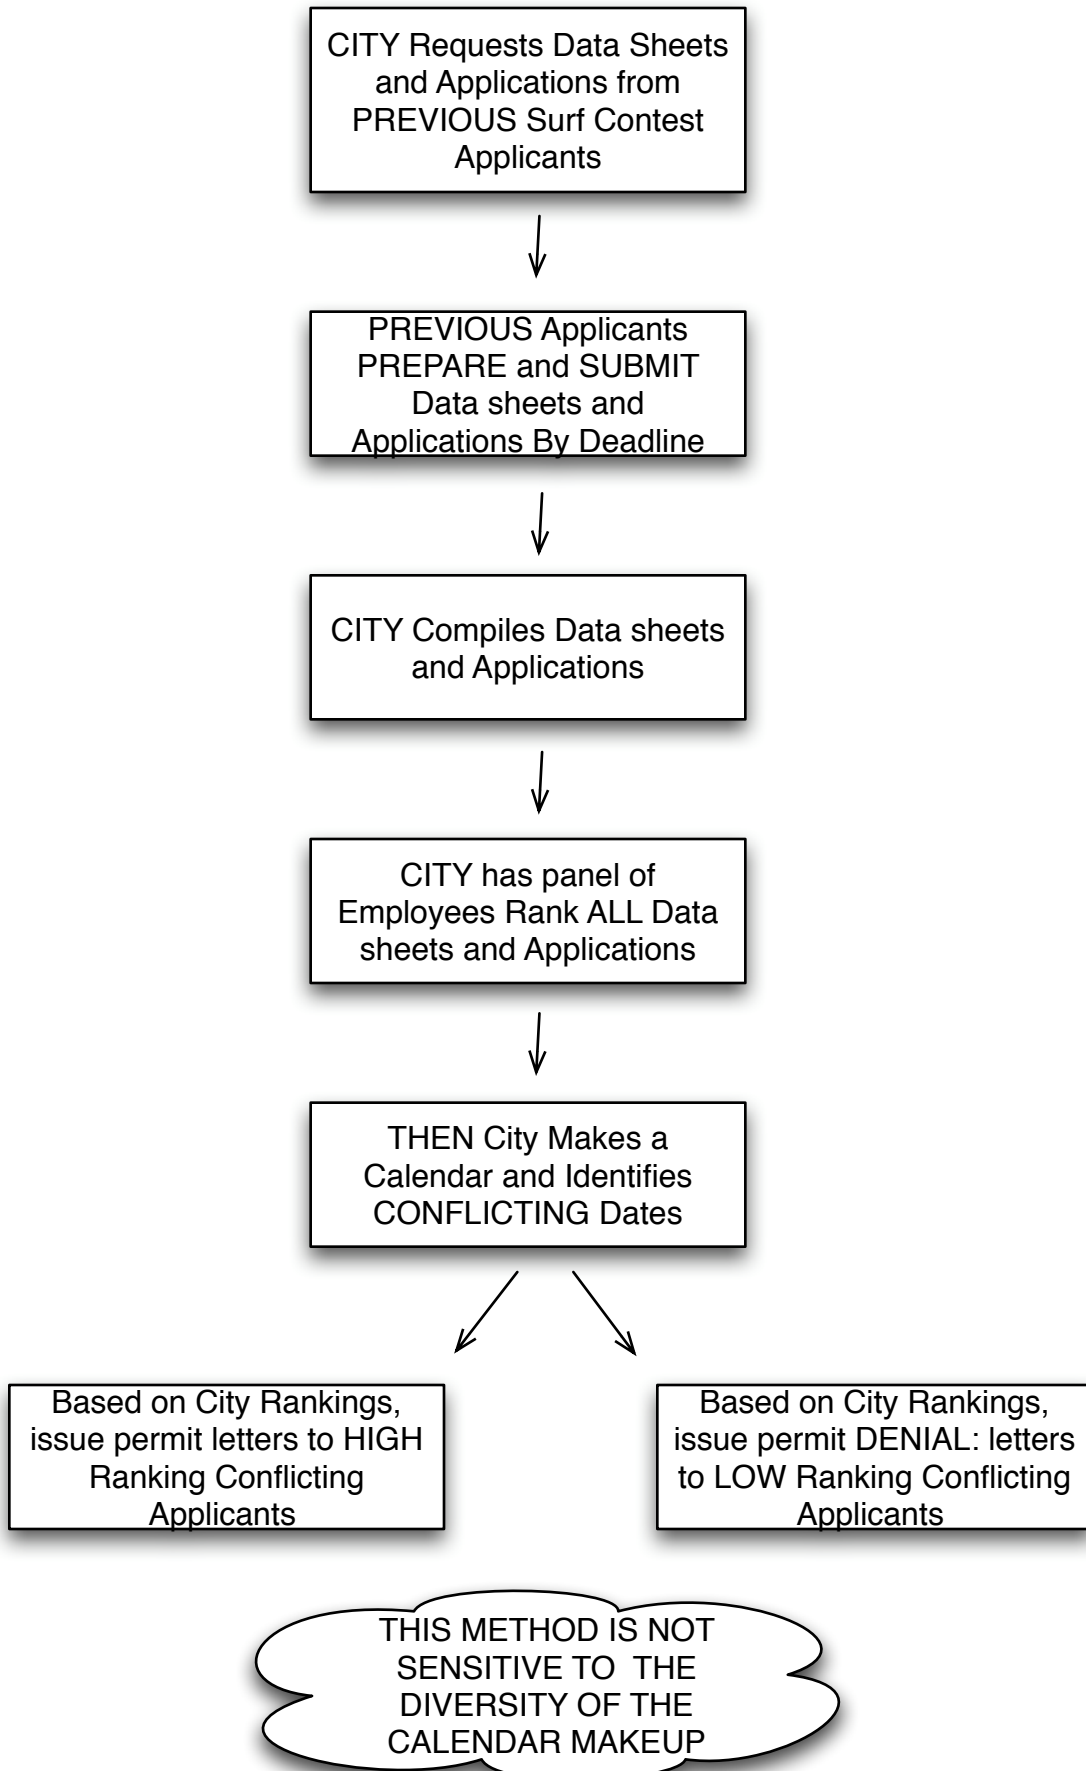 CITY Requests Data Sheets
and Applications from
PREVIOUS Surf Contest
Applicants
PREVIOUS Applicants
PREPARE and SUBMIT
Data sheets and
Applications By Deadline
CITY Compiles Data sheets
and Applications
CITY has panel of
Employees Rank ALL Data
sheets and Applications
THEN City Makes a
Calendar and Identifies
CONFLICTING Dates
Based on City Rankings,
issue permit letters to HIGH
Ranking Conflicting
Applicants
Based on City Rankings,
issue permit DENIAL: letters
to LOW Ranking Conflicting
Applicants
THIS METHOD IS NOT
SENSITIVE TO  THE
DIVERSITY OF THE
CALENDAR MAKEUP